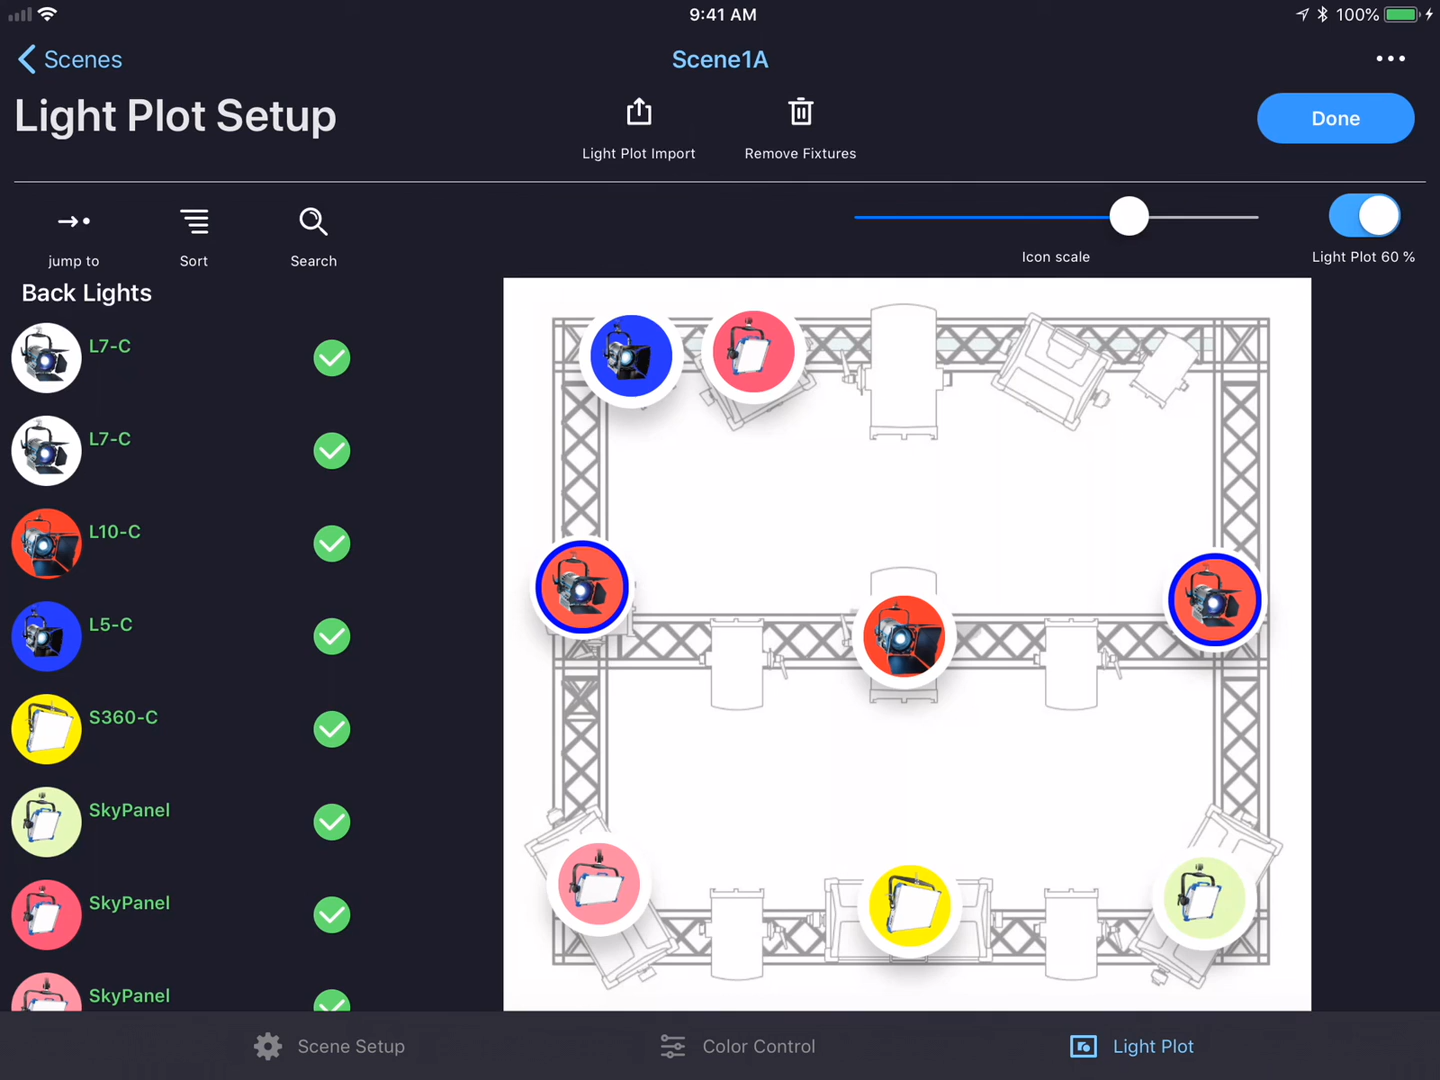 9:41 AM
100%
Scenes
Scene1A
Light Plot Setup
Light Plot Import
Remove Fixtures
Done
jump to
Sort
Search
Icon scale
Light Plot 60 %
Back Lights
L7-C
L7-C
L10-C
L5-C
S360-C
SkyPanel
SkyPanel
SkyPanel
Scene Setup
Color Control
Light Plot